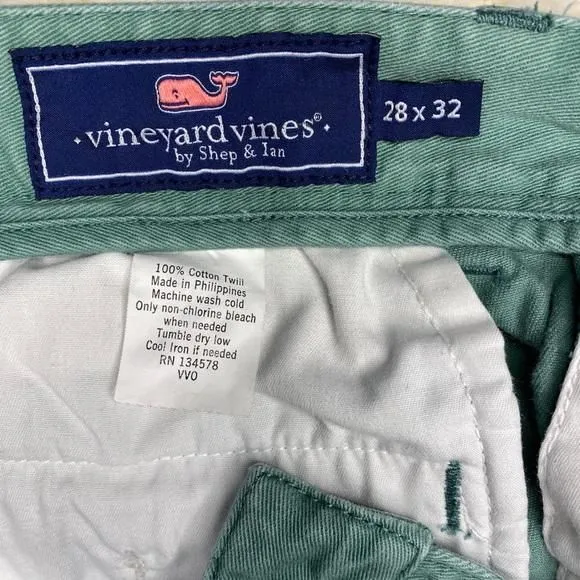 vineyard vines®
by Shep & Ian
28 x 32
100% Cotton Twill
Made in Philippines
Machine wash cold
Only non-chlorine bleach
when needed
Tumble dry low
Cool Iron if needed
RN 134578
VVO